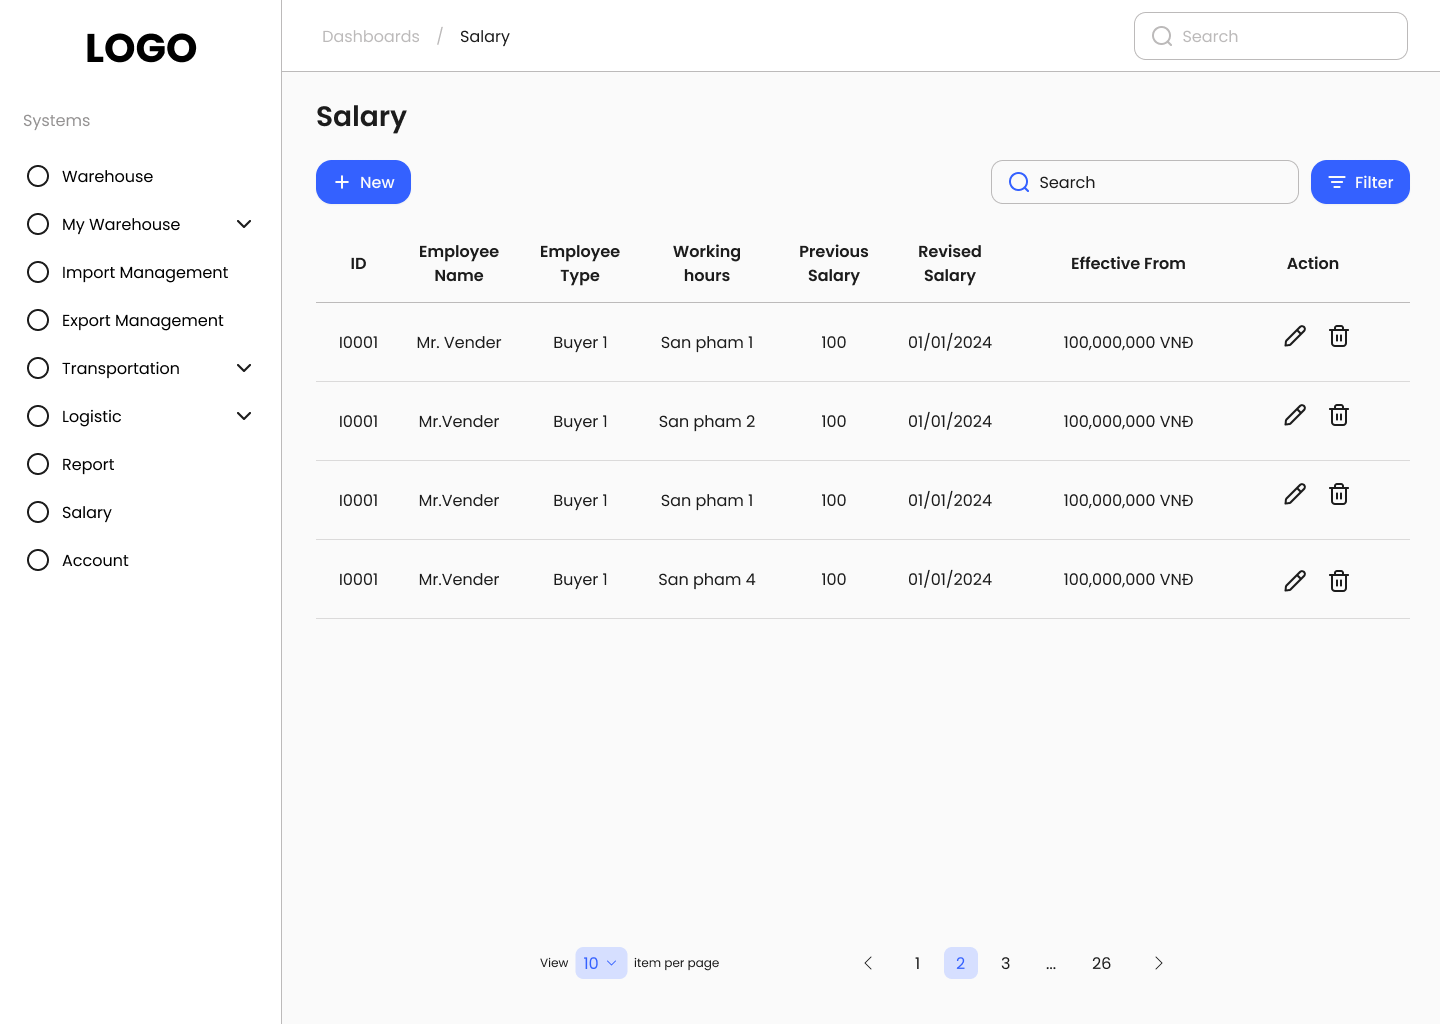 LOGO
Dashboards / Salary
Search
Systems
Warehouse
My Warehouse
Import Management
Export Management
Transportation
Logistic
Report
Salary
Account
Salary
+ New
Search
Filter
ID Employee Name Employee Type Working hours Previous Salary Revised Salary Effective From Action
I0001 Mr. Vender Buyer 1 San pham 1 100 01/01/2024 100,000,000 VNĐ
I0001 Mr.Vender Buyer 1 San pham 2 100 01/01/2024 100,000,000 VNĐ
I0001 Mr.Vender Buyer 1 San pham 1 100 01/01/2024 100,000,000 VNĐ
I0001 Mr.Vender Buyer 1 San pham 4 100 01/01/2024 100,000,000 VNĐ
View 10 item per page
1 2 3 ... 26